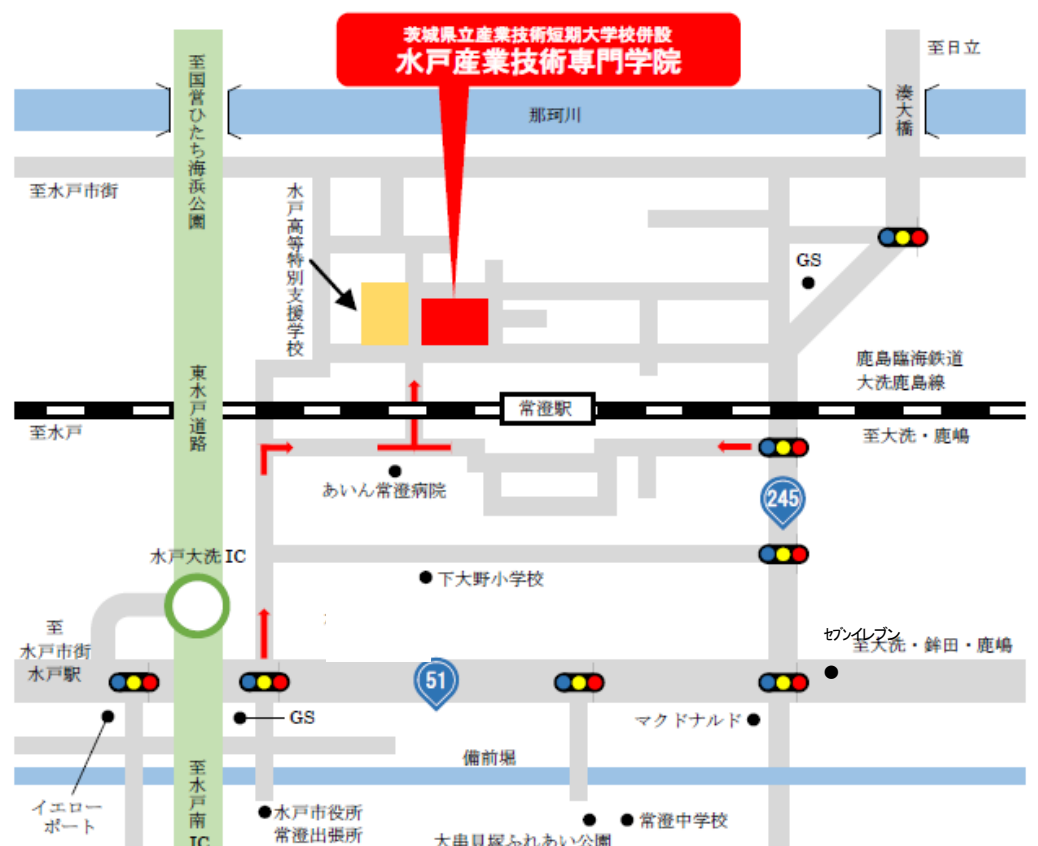 茨城県立産業技術短期大学校併設
水戸産業技術専門学院
至日立
至国営ひたち海浜公園
那珂川
湊大橋
至水戸市街
水戸高等特別支援学校
GS
東水戸道路
鹿島臨海鉄道
大洗鹿島線
常澄駅
至水戸
至大洗・鹿嶋
あいん常澄病院
245
水戸大洗IC
下大野小学校
至
水戸市街
水戸駅
セブンイレブン
至大洗・鉾田・鹿嶋
51
GS
マクドナルド
備前堀
至水戸南IC
イエロー
ポート
水戸市役所
常澄出張所
常澄中学校
大串貝塚ふれあい公園